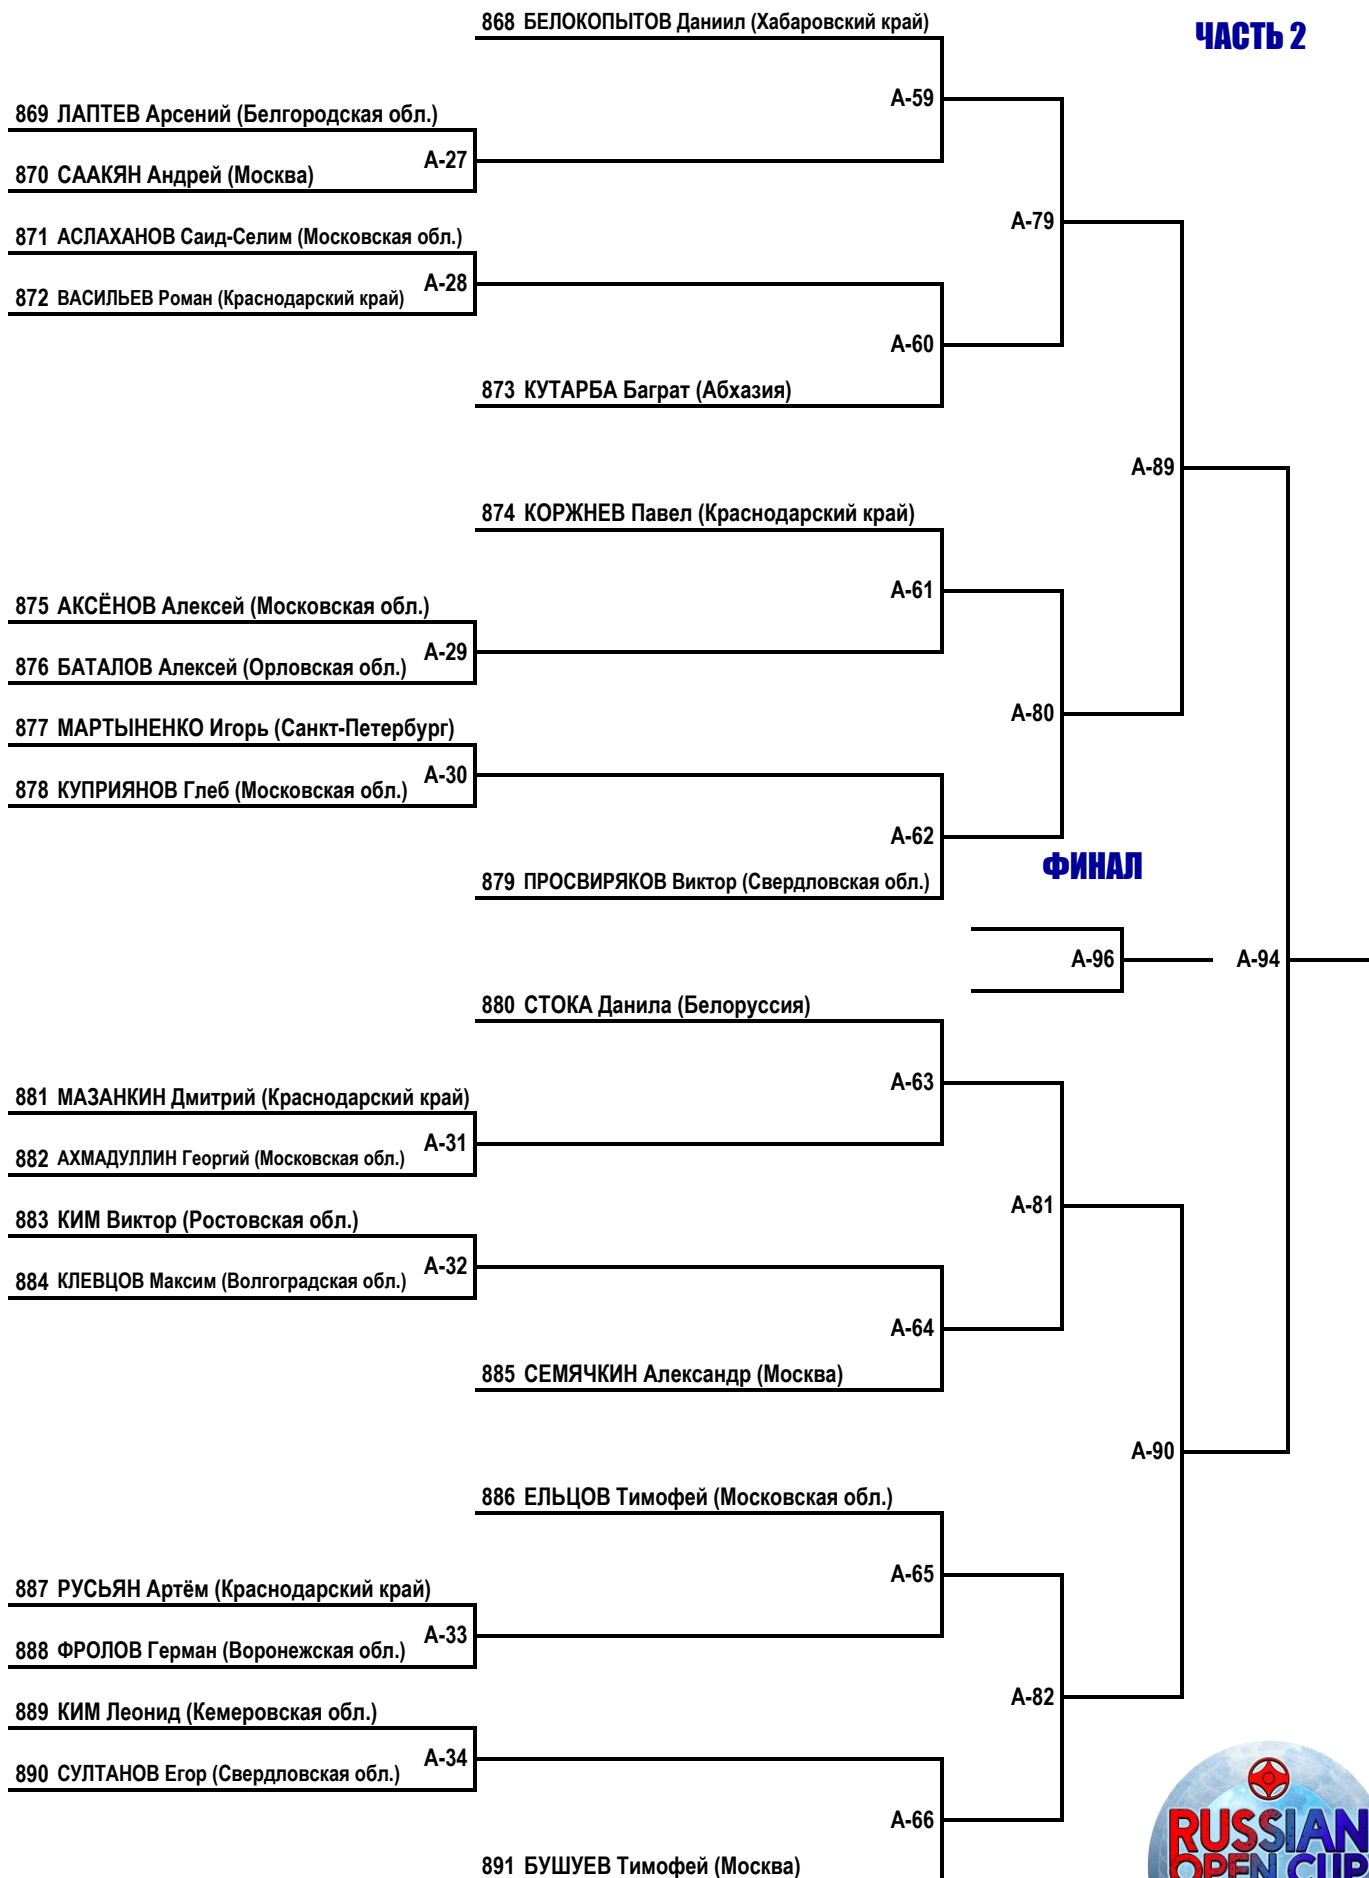 868 БЕЛОКОПЫТОВ Даниил (Хабаровский край)
ЧАСТЬ 2
А-59
869 ЛАПТЕВ Арсений (Белгородская обл.)
А-27
870 СААКЯН Андрей (Москва)
А-79
871 АСЛАХАНОВ Саид-Селим (Московская обл.)
А-28
872 ВАСИЛЬЕВ Роман (Краснодарский край)
А-60
873 КУТАРБА Баграт (Абхазия)
А-89
874 КОРЖНЕВ Павел (Краснодарский край)
А-61
875 АКСЁНОВ Алексей (Московская обл.)
А-29
876 БАТАЛОВ Алексей (Орловская обл.)
А-80
877 МАРТЫНЕНКО Игорь (Санкт-Петербург)
А-30
878 КУПРИЯНОВ Глеб (Московская обл.)
А-62
ФИНАЛ
879 ПРОСВИРЯКОВ Виктор (Свердловская обл.)
А-96
А-94
880 СТОКА Данила (Белоруссия)
А-63
881 МАЗАНКИН Дмитрий (Краснодарский край)
А-31
882 АХМАДУЛЛИН Георгий (Московская обл.)
А-81
883 КИМ Виктор (Ростовская обл.)
А-32
884 КЛЕВЦОВ Максим (Волгоградская обл.)
А-64
885 СЕМЯЧКИН Александр (Москва)
А-90
886 ЕЛЬЦОВ Тимофей (Московская обл.)
А-65
887 РУСЬЯН Артём (Краснодарский край)
А-33
888 ФРОЛОВ Герман (Воронежская обл.)
А-82
889 КИМ Леонид (Кемеровская обл.)
А-34
890 СУЛТАНОВ Егор (Свердловская обл.)
А-66
891 БУШУЕВ Тимофей (Москва)
RUSSIAN
OPEN CUP